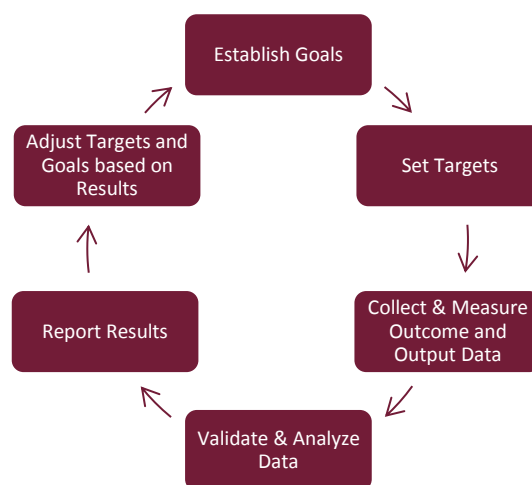 Establish Goals
Set Targets
Collect & Measure
Outcome and
Output Data
Validate & Analyze
Data
Report Results
Adjust Targets and
Goals based on
Results